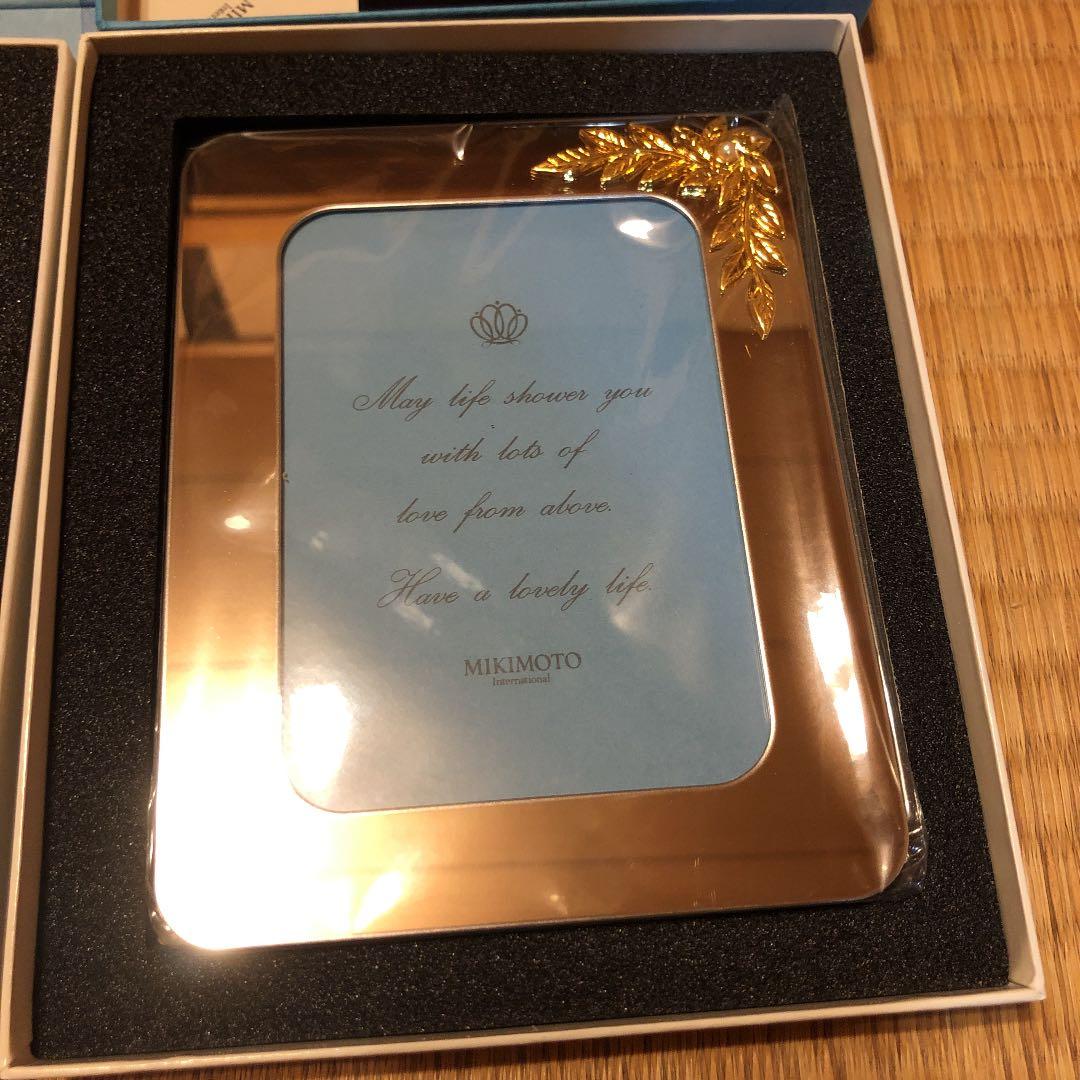 May life shower you
with lots of
love from above.
Have a lovely life.
MIKIMOTO
International